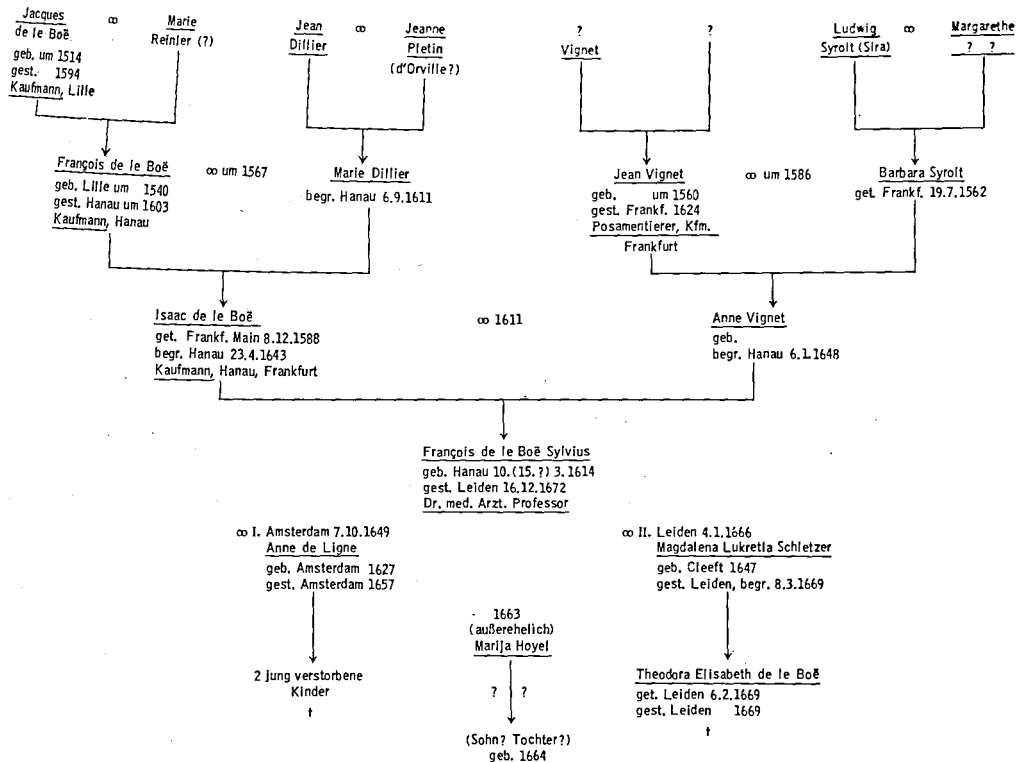 Jacques
de le Boë
geb. um 1514
gest. 1594
Kaufmann, Lille
∞
Marie
Reinier (?)
Jean
Dillier
∞
Jeanne
Pletin
(d'Orville?)
?
Vignet
?
Ludwig
Syrolt (Sira)
∞
Margarethe
? ?
François de le Boë
geb. Lille um 1540
gest. Hanau um 1603
Kaufmann, Hanau
∞ um 1567
Marie Dillier
begr. Hanau 6.9.1611
Jean Vignet
geb. um 1560
gest. Frankf. 1624
Posamentierer, Kfm.
Frankfurt
∞ um 1586
Barbara Syrolt
get. Frankf. 19.7.1562
Isaac de le Boë
get. Frankf. Main 8.12.1588
begr. Hanau 23.4.1643
Kaufmann, Hanau, Frankfurt
∞ 1611
Anne Vignet
geb.
begr. Hanau 6.1.1648
François de le Boë Sylvius
geb. Hanau 10.(15.?) 3.1614
gest. Leiden 16.12.1672
Dr. med. Arzt. Professor
∞ I. Amsterdam 7.10.1649
Anne de Ligne
geb. Amsterdam 1627
gest. Amsterdam 1657
2 jung verstorbene
Kinder
†
- 1663
(außerehelich)
Marija Hoyel
? ?
(Sohn? Tochter?)
geb. 1664
∞ II. Leiden 4.1.1666
Magdalena Lukretia Schletzer
geb. Cleeft 1647
gest. Leiden, begr. 8.3.1669
Theodora Elisabeth de le Boë
get. Leiden 6.2.1669
gest. Leiden 1669
†